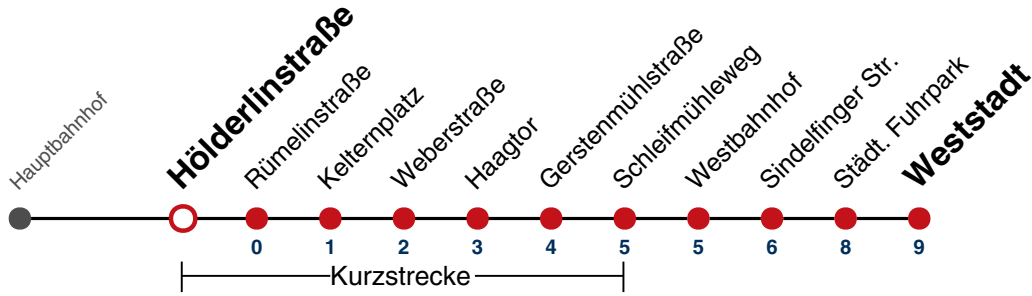 Hauptbahnhof
Hölderlinstraße
Rümelinstraße
Kelternplatz
Weberstraße
Haagtor
Gerstenmühlstraße
Schleifmühleweg
Westbahnhof
Sindelfinger Str.
Städt. Fuhrpark
Weststadt
0 1 2 3 4 5 5 6 8 9
Kurzstrecke